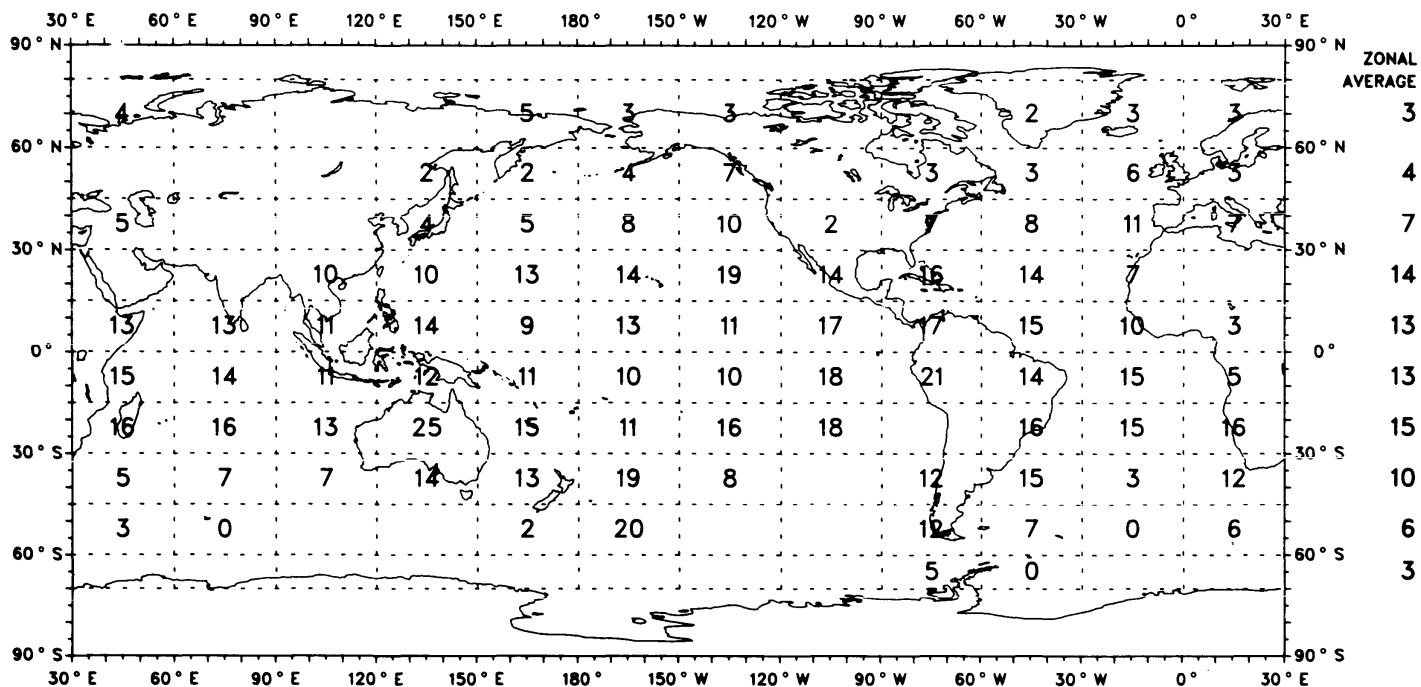 30° E 60° E 90° E 120° E 150° E 180° 150° W 120° W 90° W 60° W 30° W 0° 30° E
90° N 90° N
ZONAL
AVERAGE
4 5 3 3 2 3 3 3
60° N 60° N
2 2 4 7 3 3 6 3 4
5 4 5 8 10 2 8 11 7 7
30° N 30° N
10 10 13 14 19 14 16 14 7 14
13 13 11 14 9 13 11 17 17 15 10 3 13
0° 0°
15 14 11 12 11 10 10 18 21 14 15 5 13
16 16 13 25 15 11 16 18 16 15 16 15
30° S 30° S
5 7 7 14 13 19 8 12 15 3 12 10
3 0 2 20 12 7 0 6 6
60° S 60° S
5 0 3
90° S 90° S
30° E 60° E 90° E 120° E 150° E 180° 150° W 120° W 90° W 60° W 30° W 0° 30° E